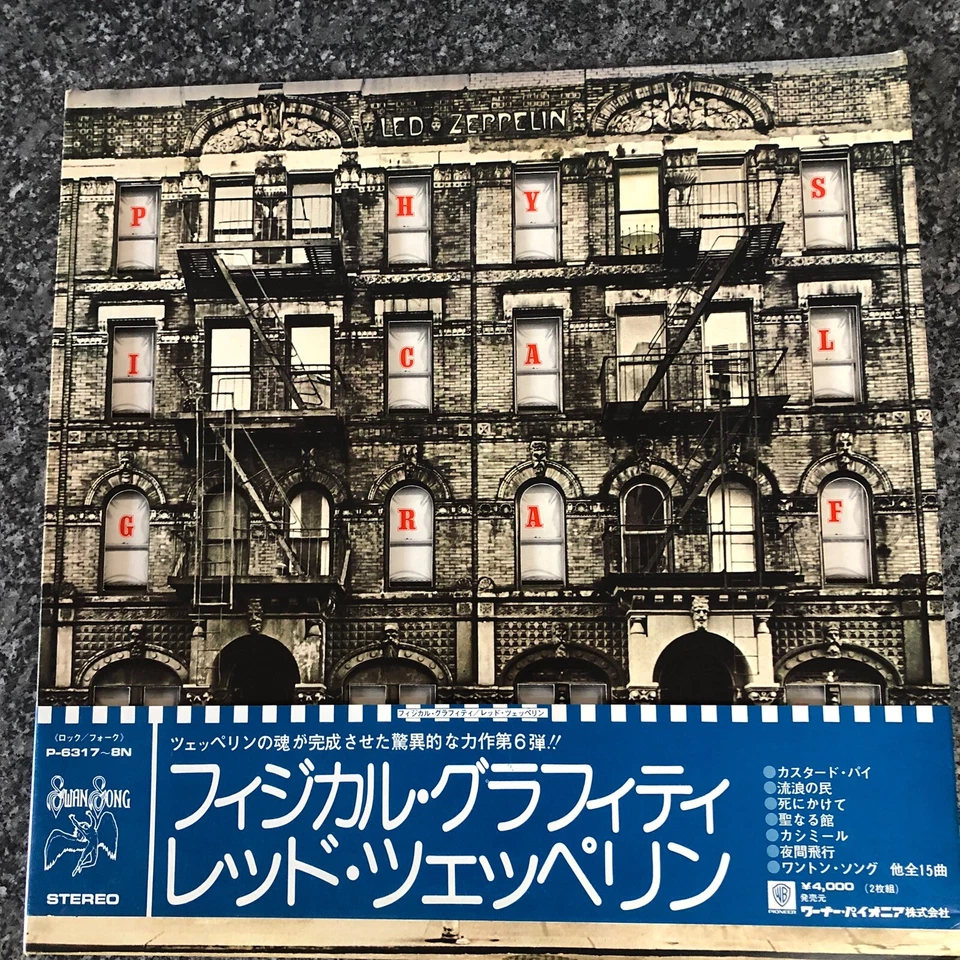 LED ZEPPELIN
P H Y S
I C A L
G R A F
フィジカル・グラフィティ/レッド・ツェッペリン
(ロック/フォーク)
P-6317~8N
SWAN SONG
STEREO
ツェッペリンの魂が完成させた驚異的な力作第6弾!!
フィジカル・グラフィティ
レッド・ツェッペリン
●カスタード・パイ
●流浪の民
●死にかけて
●聖なる館
●カシミール
●夜間飛行
●ワントン・ソング 他全15曲
WB
PIONEER
¥4,000 (2枚組)
発売元
ワーナー・パイオニア株式会社